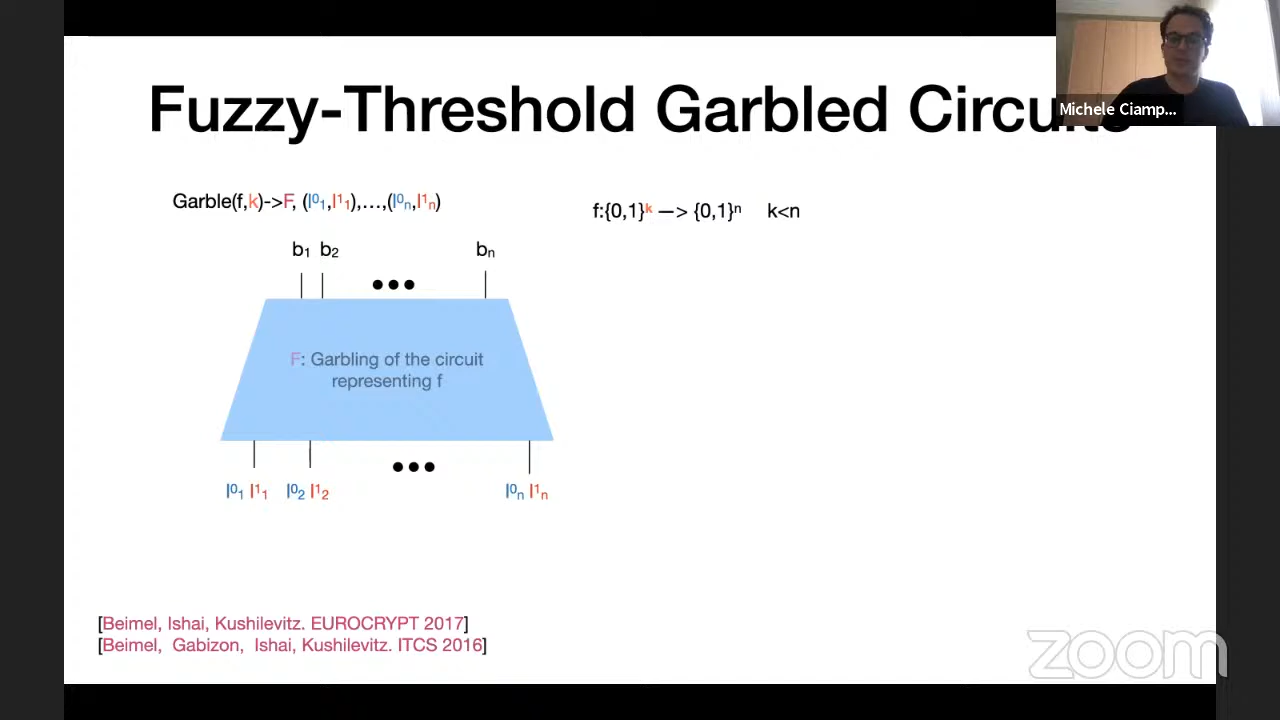 Fuzzy-Threshold Garbled Circuits
Michele Ciamp...
Garble(f,k)->F, (l⁰₁,l¹₁),...,(l⁰ₙ,l¹ₙ)
f:{0,1}ᵏ —> {0,1}ⁿ k<n
b₁ b₂ bₙ
F: Garbling of the circuit
representing f
l⁰₁ l¹₁ l⁰₂ l¹₂ l⁰ₙ l¹ₙ
[Beimel, Ishai, Kushilevitz. EUROCRYPT 2017]
[Beimel, Gabizon, Ishai, Kushilevitz. ITCS 2016]
zoom